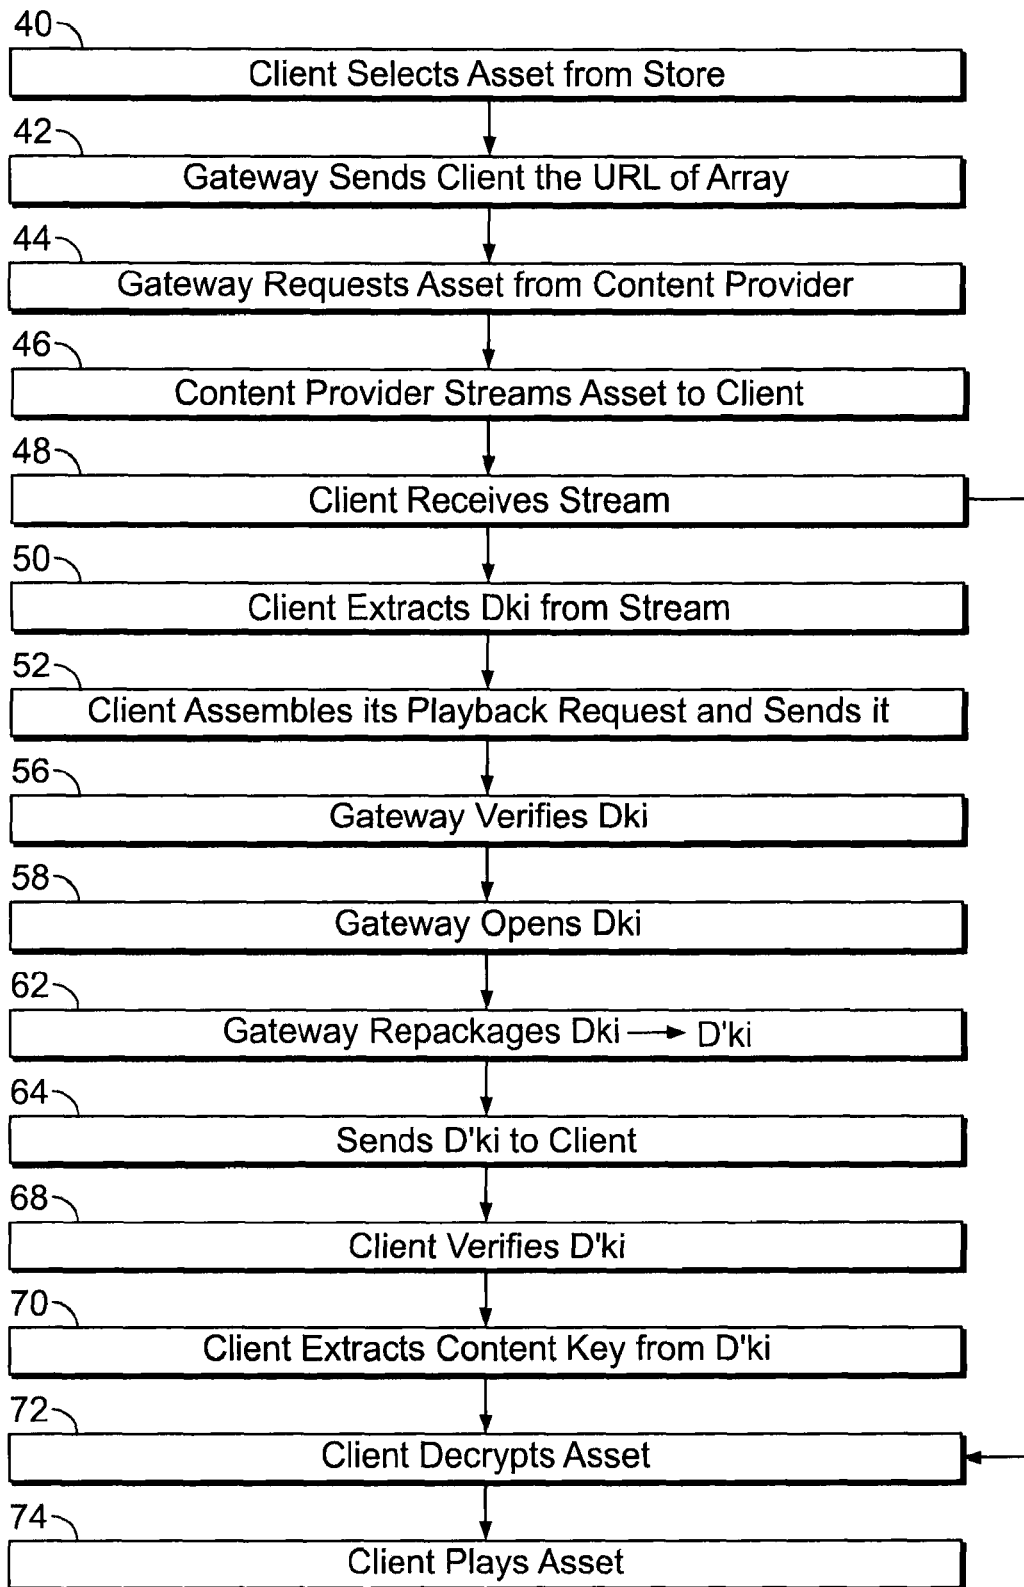 40
Client Selects Asset from Store
42
Gateway Sends Client the URL of Array
44
Gateway Requests Asset from Content Provider
46
Content Provider Streams Asset to Client
48
Client Receives Stream
50
Client Extracts Dki from Stream
52
Client Assembles its Playback Request and Sends it
56
Gateway Verifies Dki
58
Gateway Opens Dki
62
Gateway Repackages Dki → D'ki
64
Sends D'ki to Client
68
Client Verifies D'ki
70
Client Extracts Content Key from D'ki
72
Client Decrypts Asset
74
Client Plays Asset